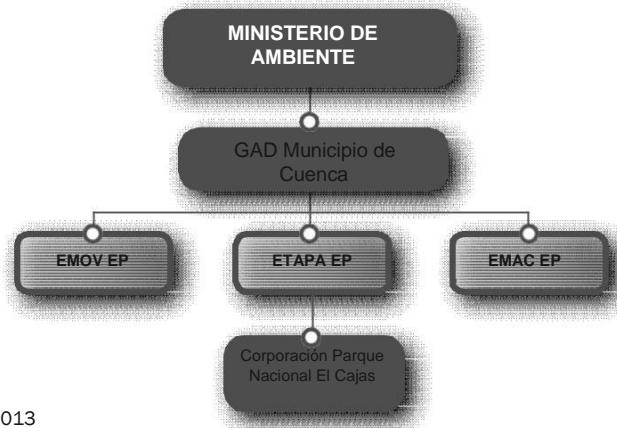 MINISTERIO DE
AMBIENTE
GAD Municipio de
Cuenca
EMOV EP
ETAPA EP
EMAC EP
Corporación Parque
Nacional El Cajas
013